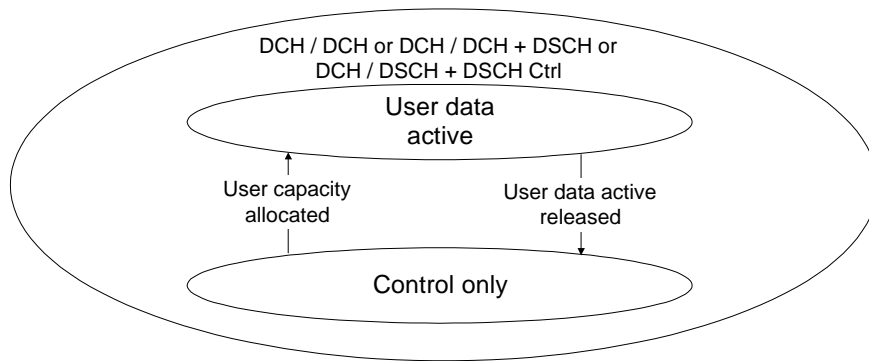 DCH / DCH or DCH / DCH + DSCH or
DCH / DSCH + DSCH Ctrl
User data
active
User capacity
allocated
User data active
released
Control only